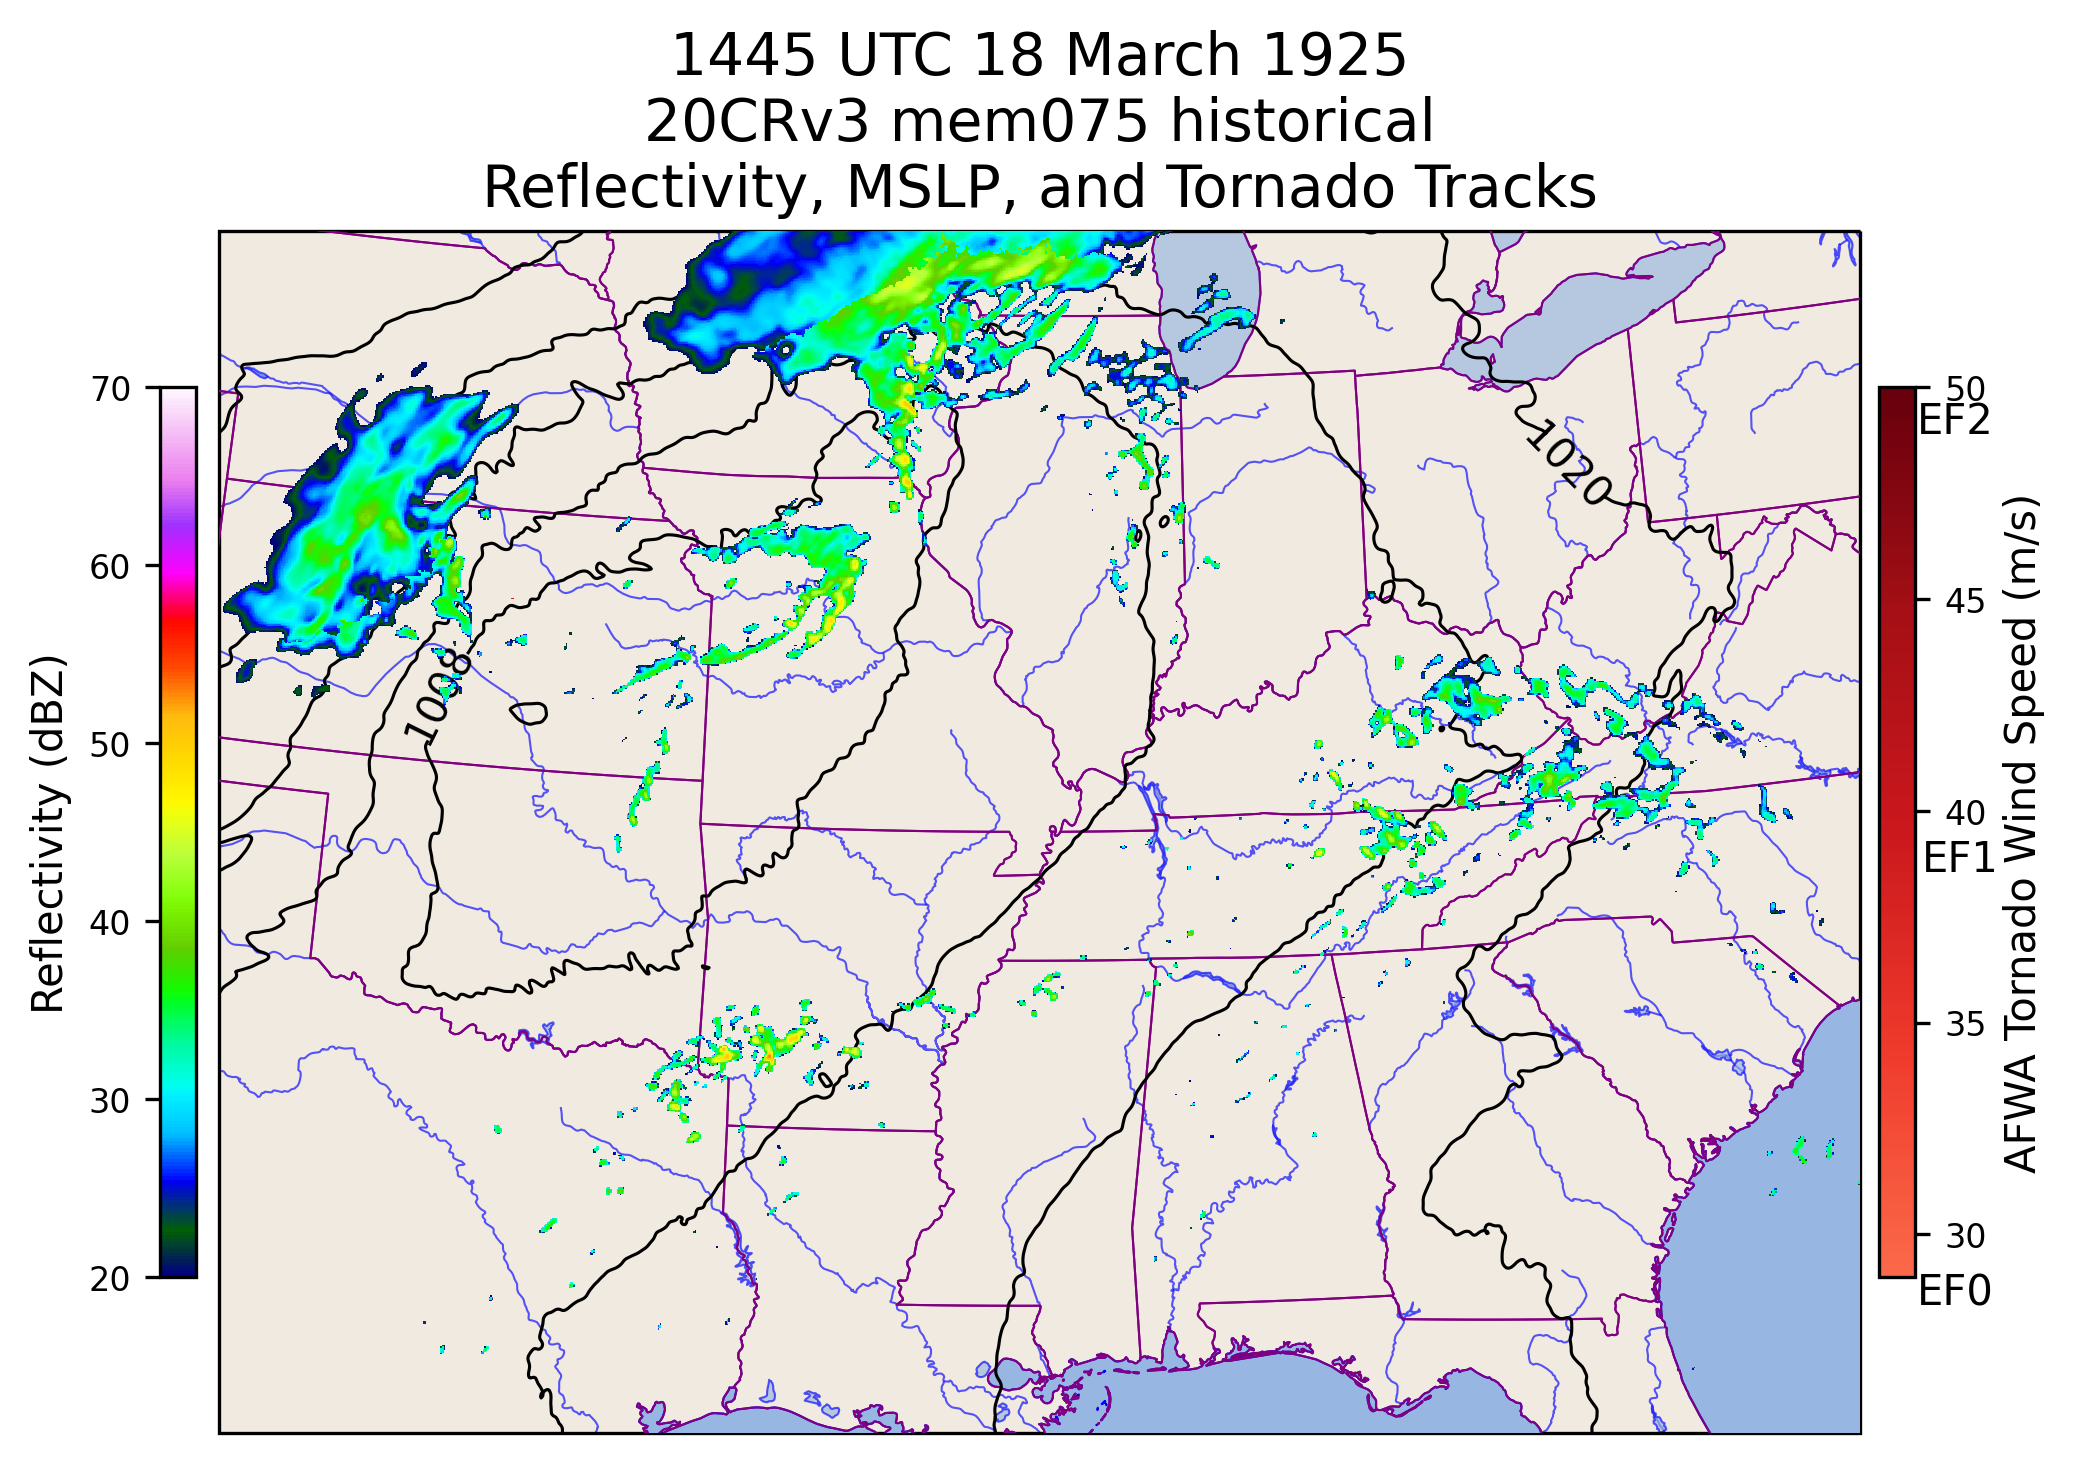 1445 UTC 18 March 1925
20CRv3 mem075 historical
Reflectivity, MSLP, and Tornado Tracks
Reflectivity (dBZ)
70
60
50
40
30
20
1008
1020
50
EF2
45
40
EF1
35
30
EF0
AFWA Tornado Wind Speed (m/s)